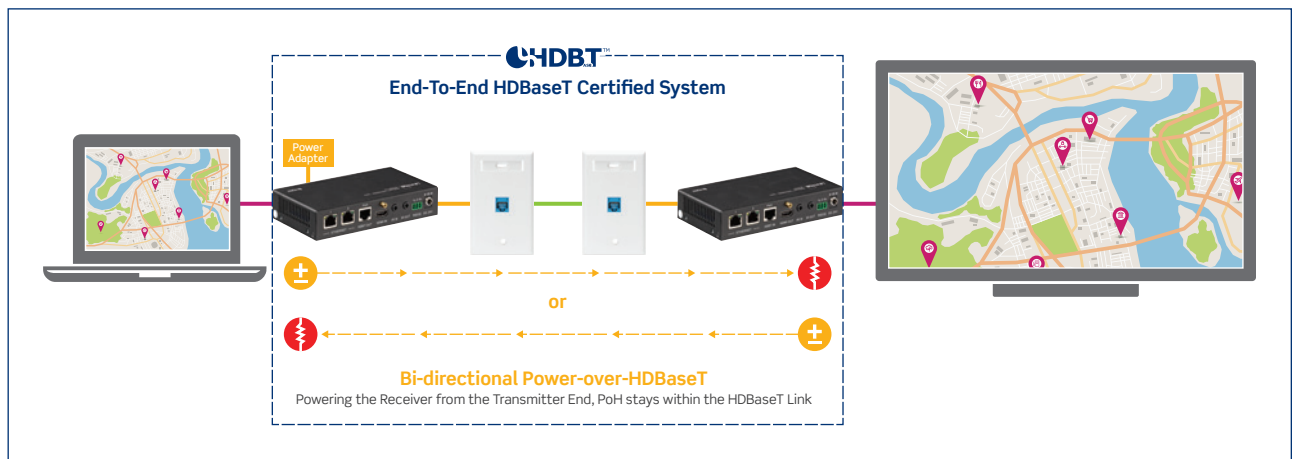 HDBT™
End-To-End HDBaseT Certified System
Power
Adapter
or
Bi-directional Power-over-HDBaseT
Powering the Receiver from the Transmitter End, PoH stays within the HDBaseT Link